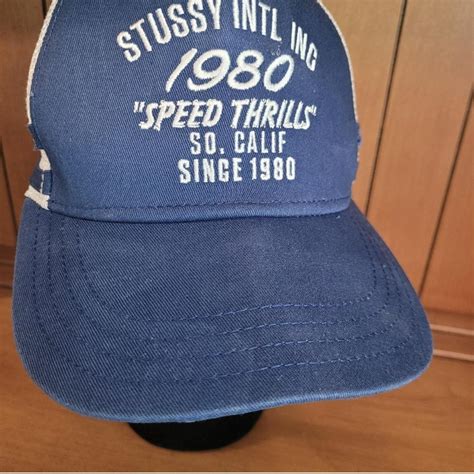 STUSSY INTL INC
1980
"SPEED THRILLS"
SO. CALIF
SINCE 1980